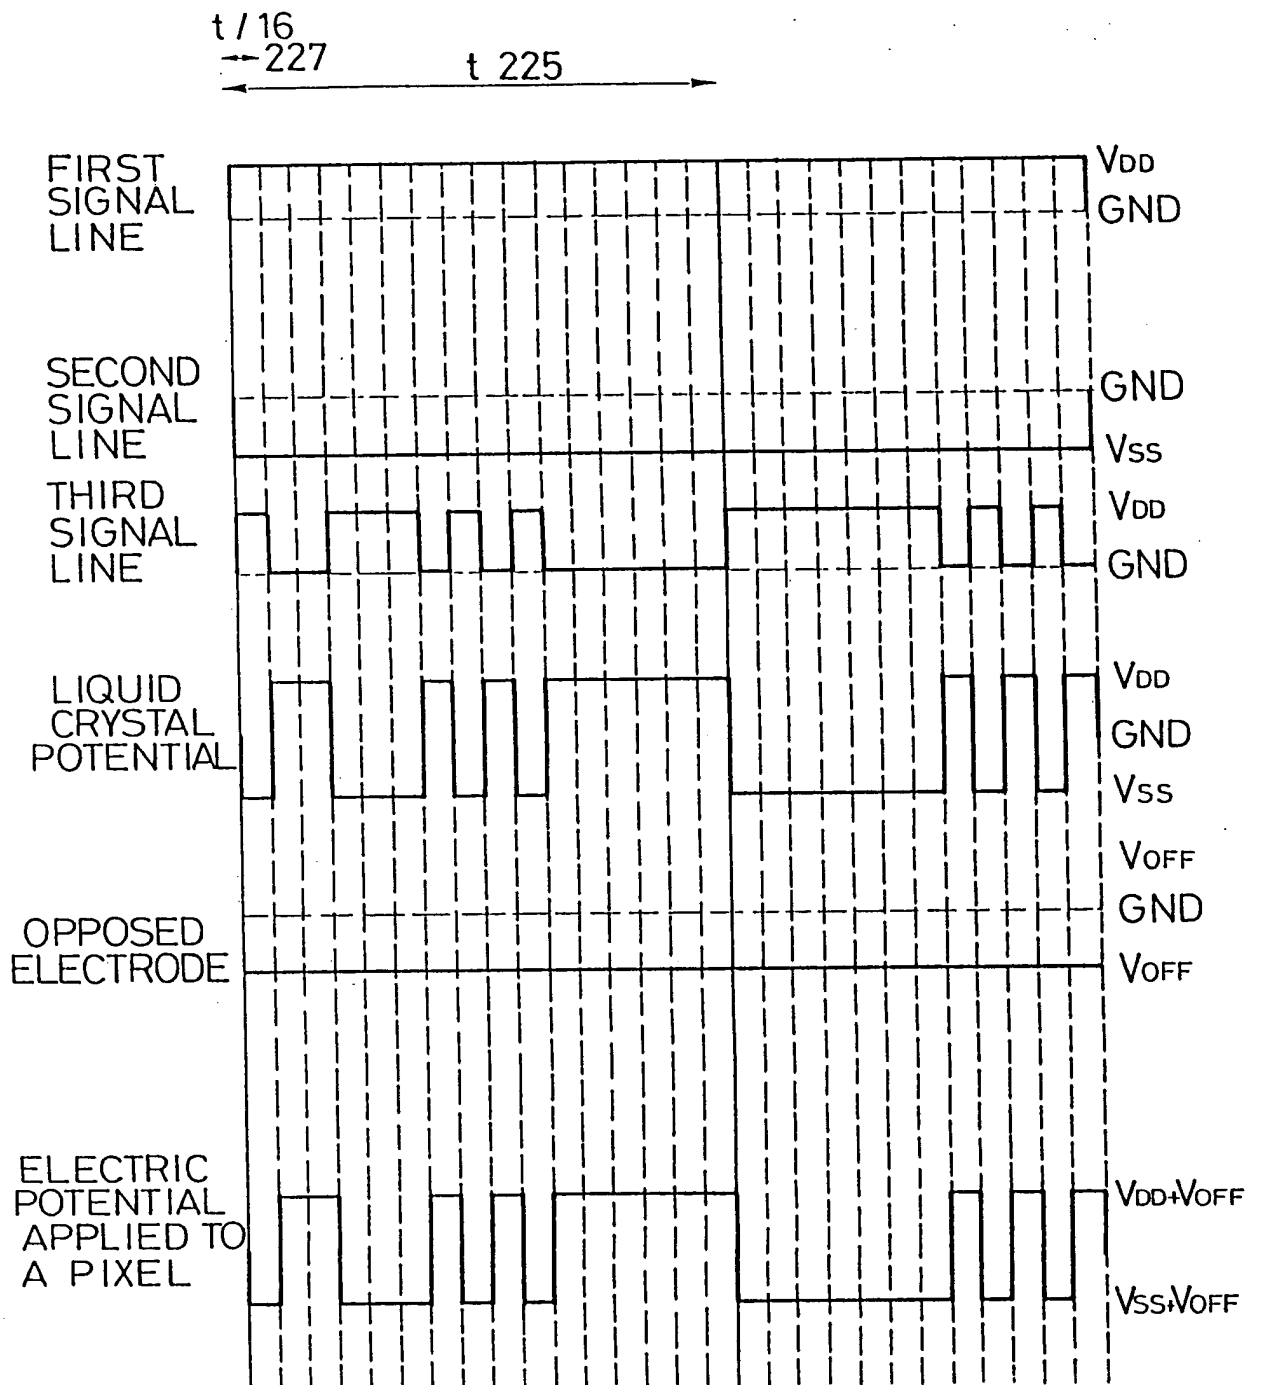 t / 16
227
t 225
FIRST
SIGNAL
LINE
VDD
GND
SECOND
SIGNAL
LINE
GND
VSS
THIRD
SIGNAL
LINE
VDD
GND
LIQUID
CRYSTAL
POTENTIAL
VDD
GND
VSS
VOFF
GND
OPPOSED
ELECTRODE
VOFF
ELECTRIC
POTENTIAL
APPLIED TO
A PIXEL
VDD+VOFF
VSS+VOFF